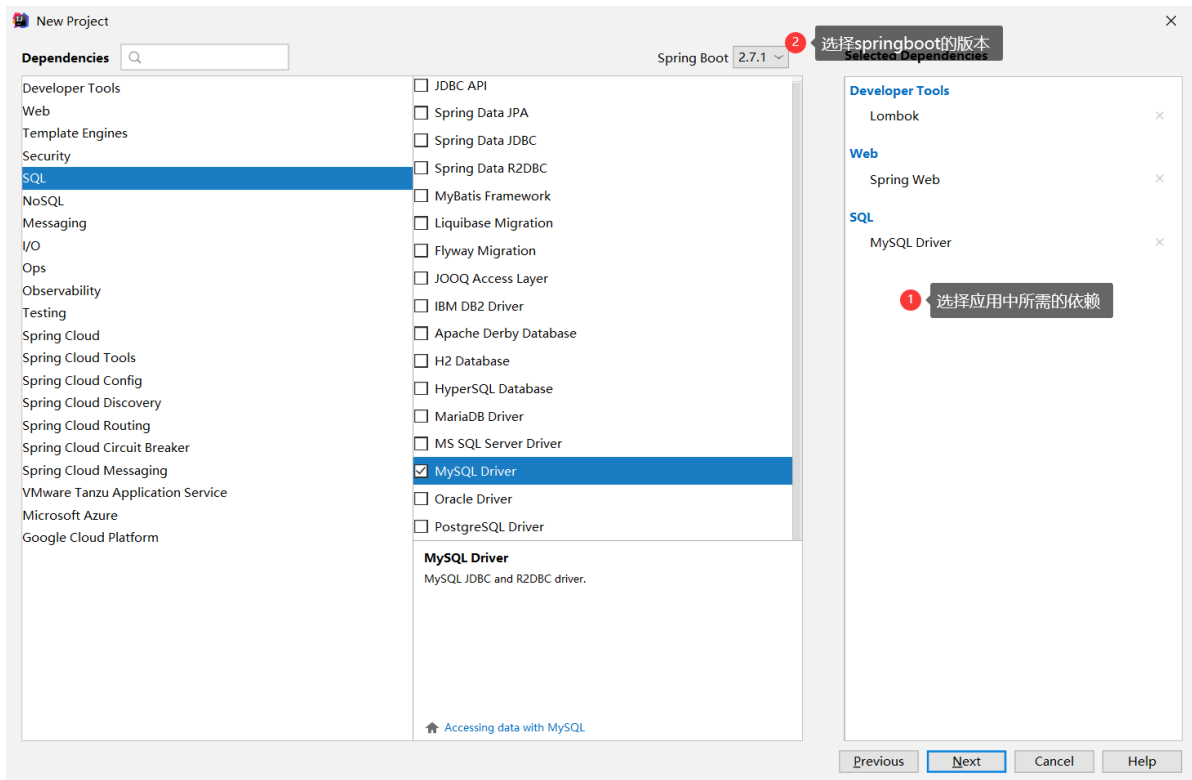 New Project
Dependencies
Spring Boot 2.7.1
2 选择springboot的版本
Selected Dependencies
Developer Tools
Web
Template Engines
Security
SQL
NoSQL
Messaging
I/O
Ops
Observability
Testing
Spring Cloud
Spring Cloud Tools
Spring Cloud Config
Spring Cloud Discovery
Spring Cloud Routing
Spring Cloud Circuit Breaker
Spring Cloud Messaging
VMware Tanzu Application Service
Microsoft Azure
Google Cloud Platform
JDBC API
Spring Data JPA
Spring Data JDBC
Spring Data R2DBC
MyBatis Framework
Liquibase Migration
Flyway Migration
JOOQ Access Layer
IBM DB2 Driver
Apache Derby Database
H2 Database
HyperSQL Database
MariaDB Driver
MS SQL Server Driver
MySQL Driver
Oracle Driver
PostgreSQL Driver
MySQL Driver
MySQL JDBC and R2DBC driver.
Accessing data with MySQL
Developer Tools
Lombok
Web
Spring Web
SQL
MySQL Driver
1 选择应用中所需的依赖
Previous
Next
Cancel
Help